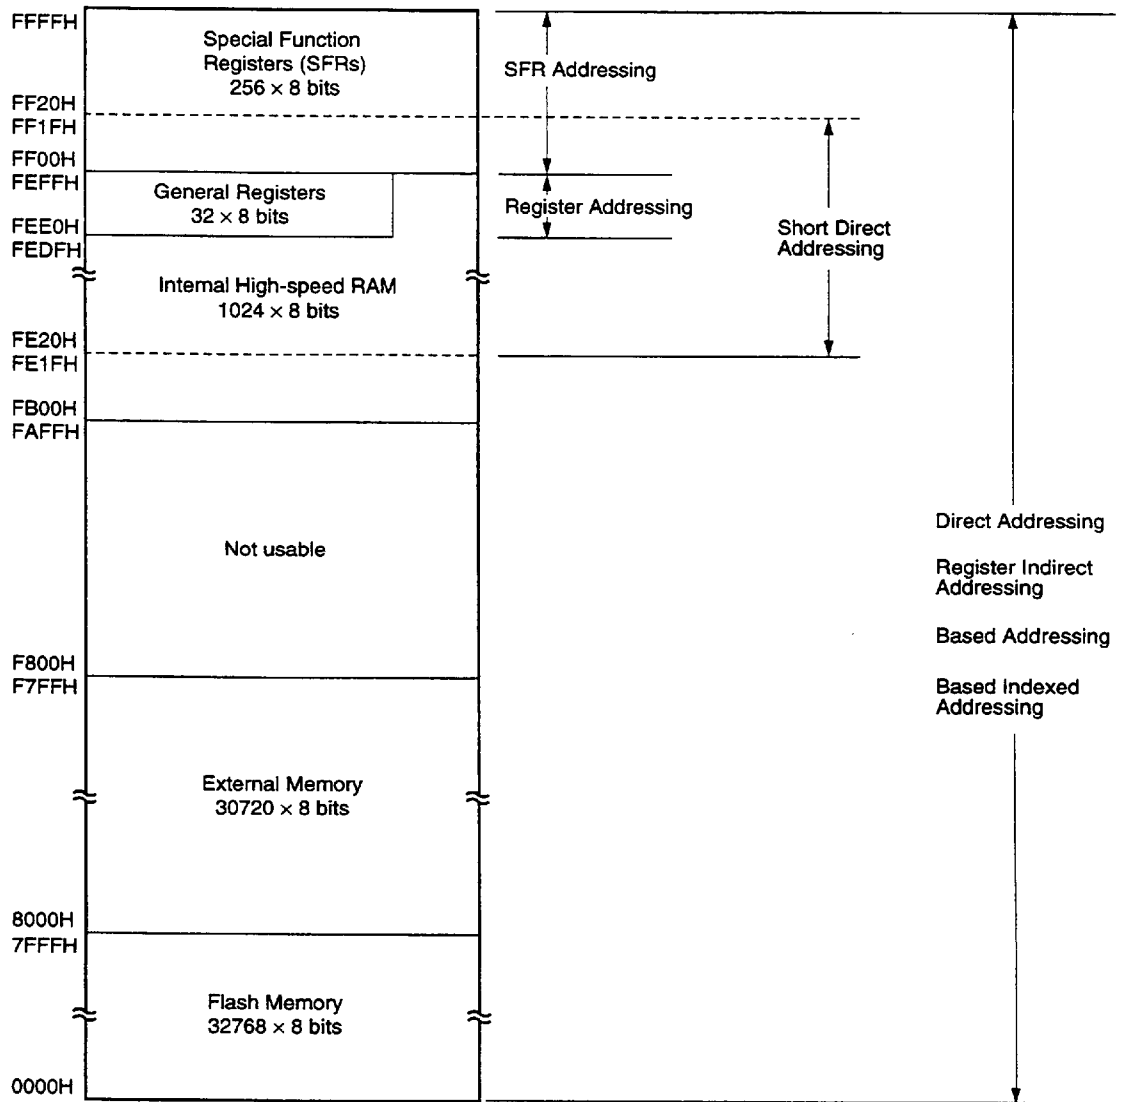 FFFFH
Special Function
Registers (SFRs)
256 × 8 bits
SFR Addressing
FF20H
FF1FH
FF00H
FEFFH
General Registers
32 × 8 bits
Register Addressing
FEE0H
FEDFH
Short Direct
Addressing
Internal High-speed RAM
1024 × 8 bits
FE20H
FE1FH
FB00H
FAFFH
Not usable
Direct Addressing
Register Indirect
Addressing
Based Addressing
Based Indexed
Addressing
F800H
F7FFH
External Memory
30720 × 8 bits
8000H
7FFFH
Flash Memory
32768 × 8 bits
0000H